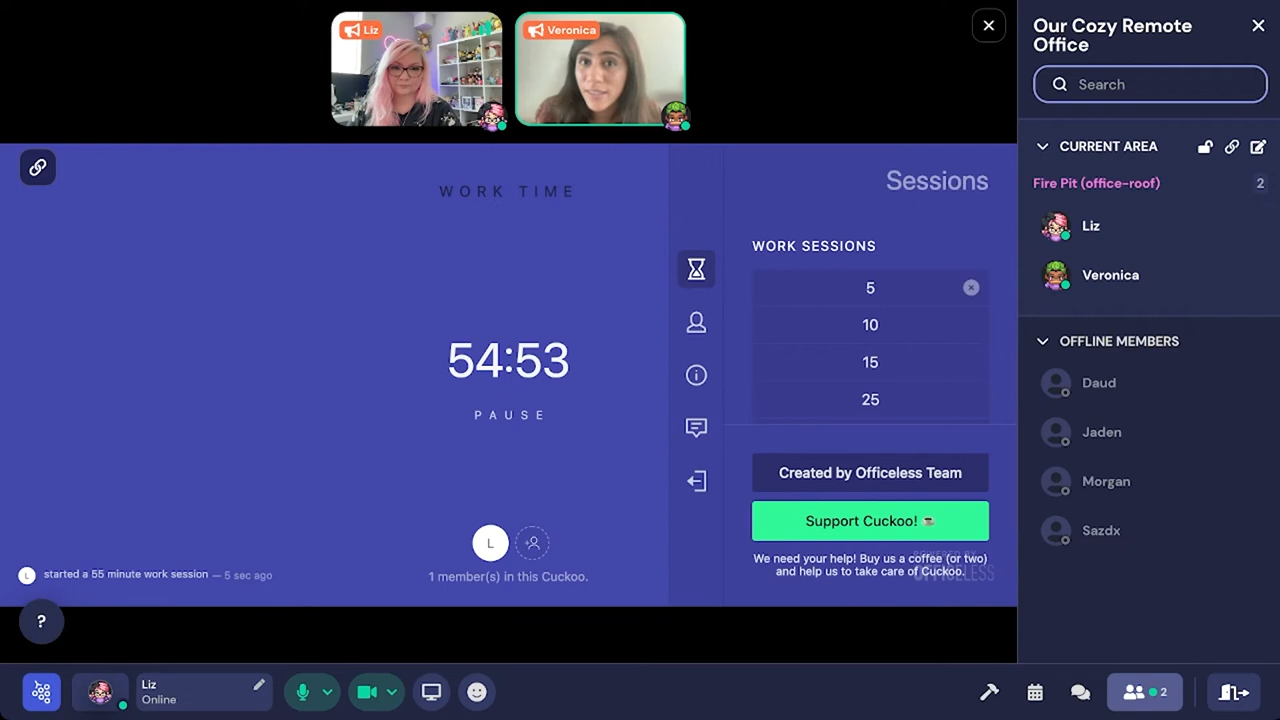 Liz
Veronica
WORK TIME
54:53
PAUSE
L
1 member(s) in this Cuckoo.
L
started a 55 minute work session — 5 sec ago
?
Sessions
WORK SESSIONS
5
10
15
25
Created by Officeless Team
Support Cuckoo! ☕
We need your help! Buy us a coffee (or two)
and help us to take care of Cuckoo.
POWERED BY
OFFICELESS
Our Cozy Remote
Office
Search
CURRENT AREA
Fire Pit (office-roof)
2
Liz
Veronica
OFFLINE MEMBERS
Daud
Jaden
Morgan
Sazdx
Liz
Online
2